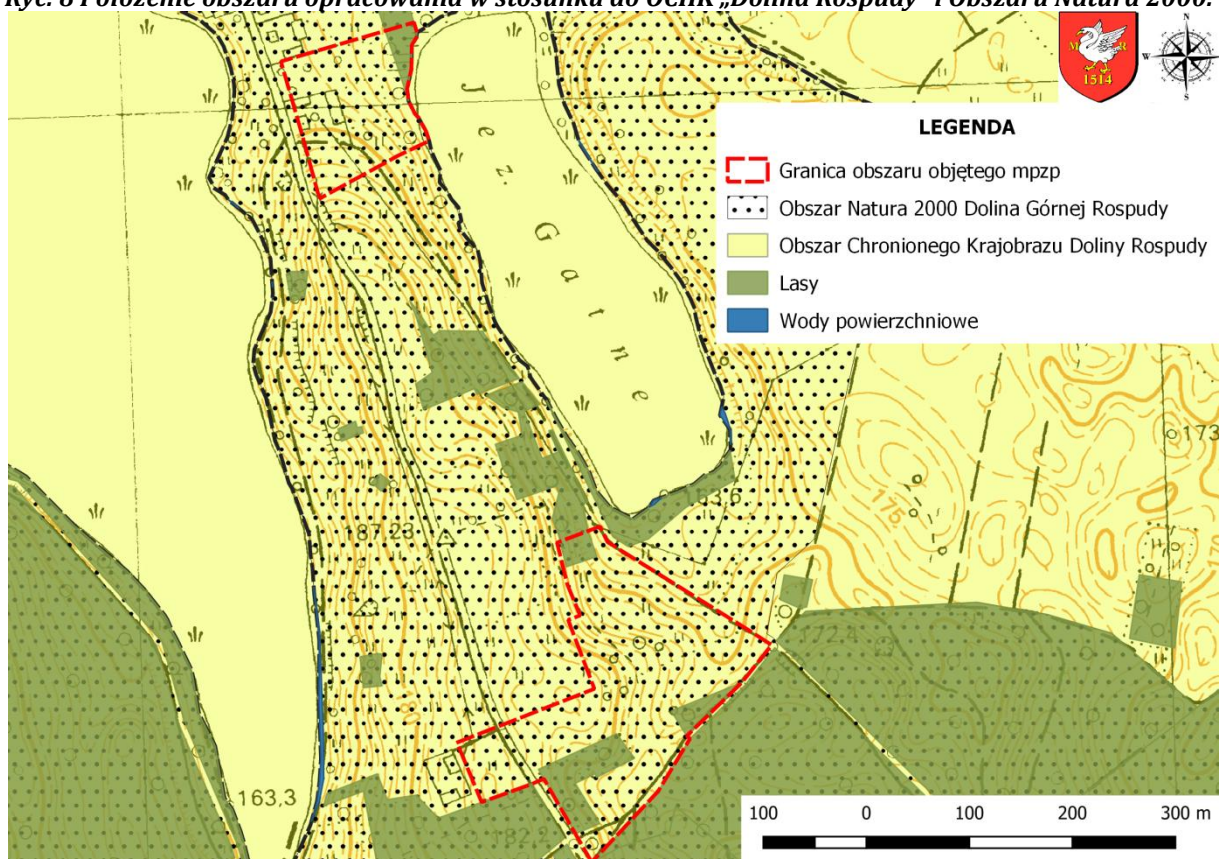 Ryc. 8 Położenie obszaru opracowania w stosunku do OCHK „Dolina Rospudy” i Obszaru Natura 2000.
M R
1514
N
W
E
S
LEGENDA
Granica obszaru objętego mpzp
Obszar Natura 2000 Dolina Górnej Rospudy
Obszar Chronionego Krajobrazu Doliny Rospudy
Lasy
Wody powierzchniowe
Jez. Gatne
173
163,6
175
187,23
172,4
80
163,3
182,2
100 0 100 200 300 m